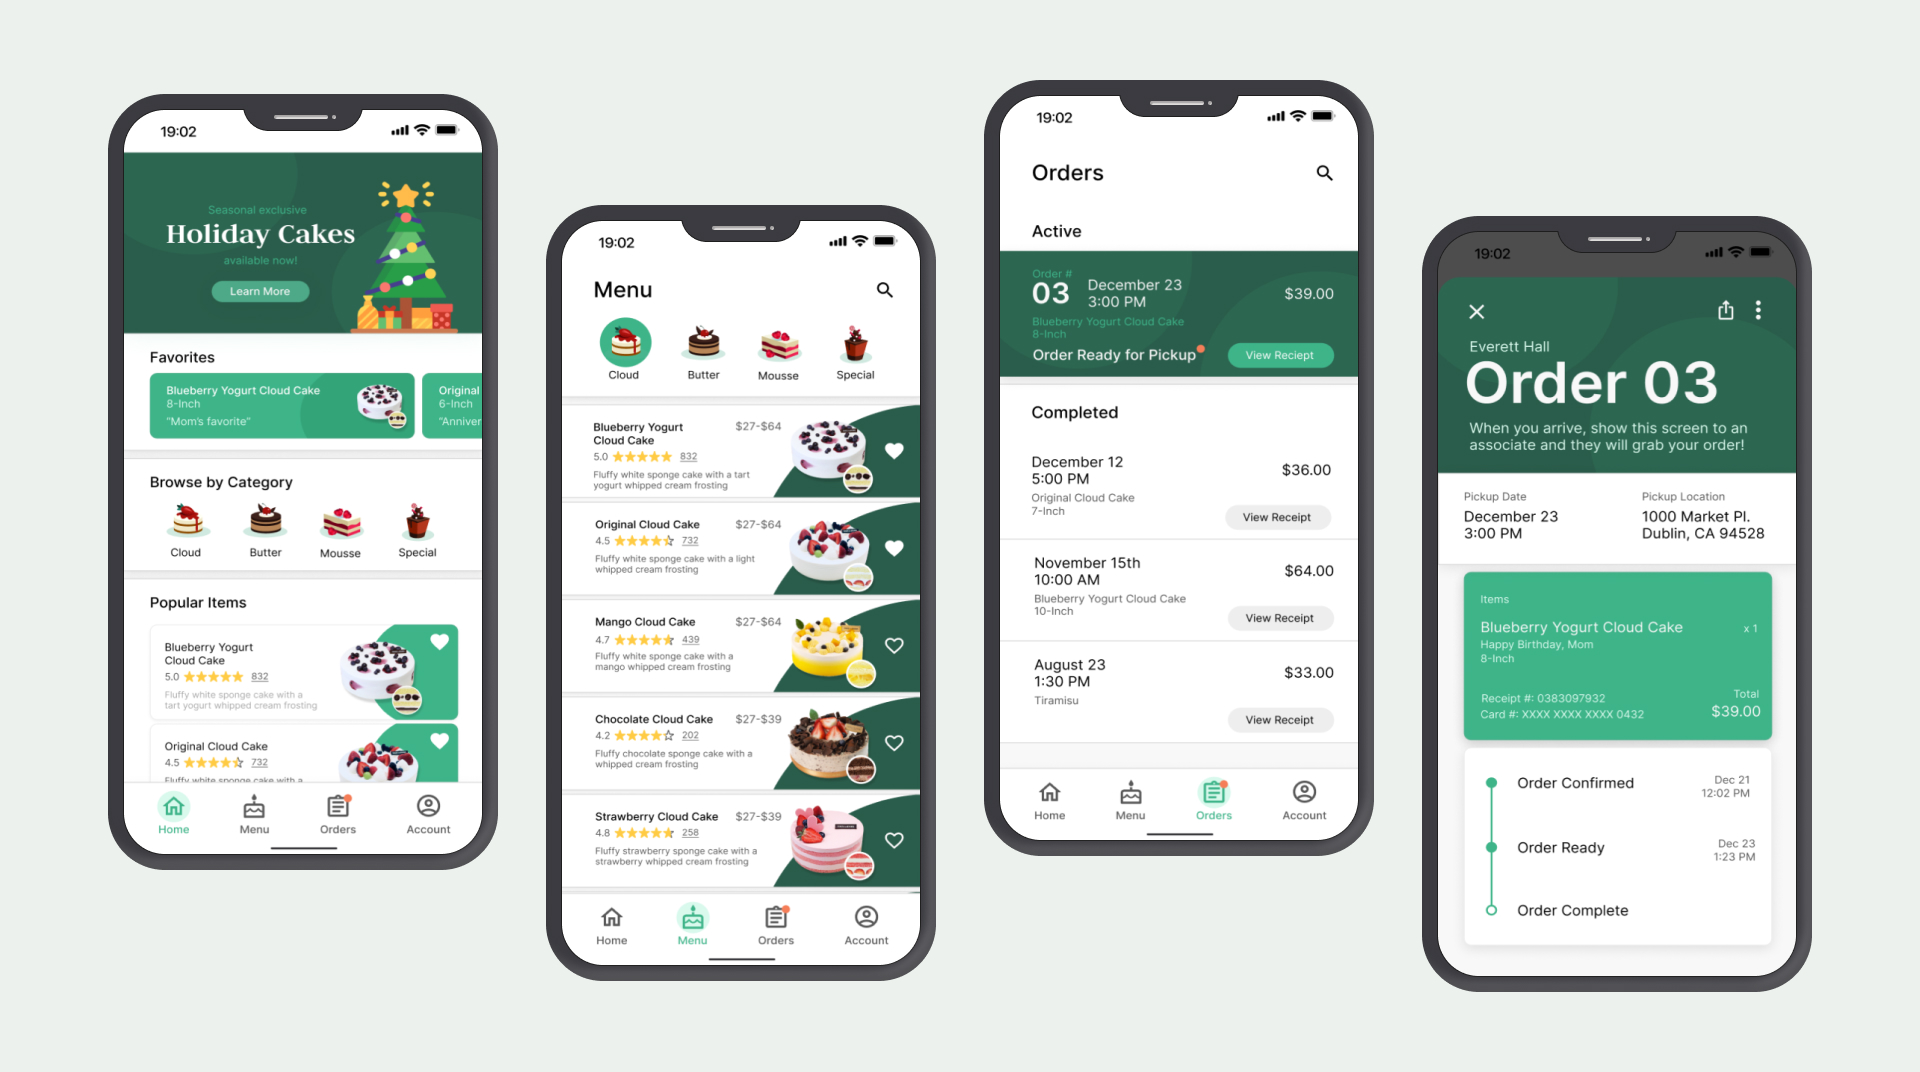 19:02
Seasonal exclusive
Holiday Cakes
available now!
Learn More
Favorites
Blueberry Yogurt Cloud Cake
8-Inch
"Mom's favorite"
Original
6-Inch
"Anniver
Browse by Category
Cloud
Butter
Mousse
Special
Popular Items
Blueberry Yogurt
Cloud Cake
5.0 832
Fluffy white sponge cake with a
tart yogurt whipped cream frosting
Original Cloud Cake
4.5 732
Fluffy white sponge cake with a
Home
Menu
Orders
Account
19:02
Menu
Cloud
Butter
Mousse
Special
Blueberry Yogurt
Cloud Cake
$27-$64
5.0 832
Fluffy white sponge cake with a tart
yogurt whipped cream frosting
Original Cloud Cake $27-$64
4.5 732
Fluffy white sponge cake with a light
whipped cream frosting
Mango Cloud Cake $27-$64
4.7 439
Fluffy white sponge cake with a
mango whipped cream frosting
Chocolate Cloud Cake $27-$39
4.2 202
Fluffy chocolate sponge cake with a
whipped cream frosting
Strawberry Cloud Cake $27-$39
4.8 258
Fluffy strawberry sponge cake with a
strawberry whipped cream frosting
Home
Menu
Orders
Account
19:02
Orders
Active
Order #
03
December 23
3:00 PM
$39.00
Blueberry Yogurt Cloud Cake
8-Inch
Order Ready for Pickup
View Reciept
Completed
December 12
5:00 PM
$36.00
Original Cloud Cake
7-Inch
View Receipt
November 15th
10:00 AM
$64.00
Blueberry Yogurt Cloud Cake
10-Inch
View Receipt
August 23
1:30 PM
$33.00
Tiramisu
View Receipt
Home
Menu
Orders
Account
19:02
Everett Hall
Order 03
When you arrive, show this screen to an
associate and they will grab your order!
Pickup Date
December 23
3:00 PM
Pickup Location
1000 Market Pl.
Dublin, CA 94528
Items
Blueberry Yogurt Cloud Cake x 1
Happy Birthday, Mom
8-Inch
Receipt #: 0383097932
Card #: XXXX XXXX XXXX 0432
Total
$39.00
Order Confirmed
Dec 21
12:02 PM
Order Ready
Dec 23
1:23 PM
Order Complete